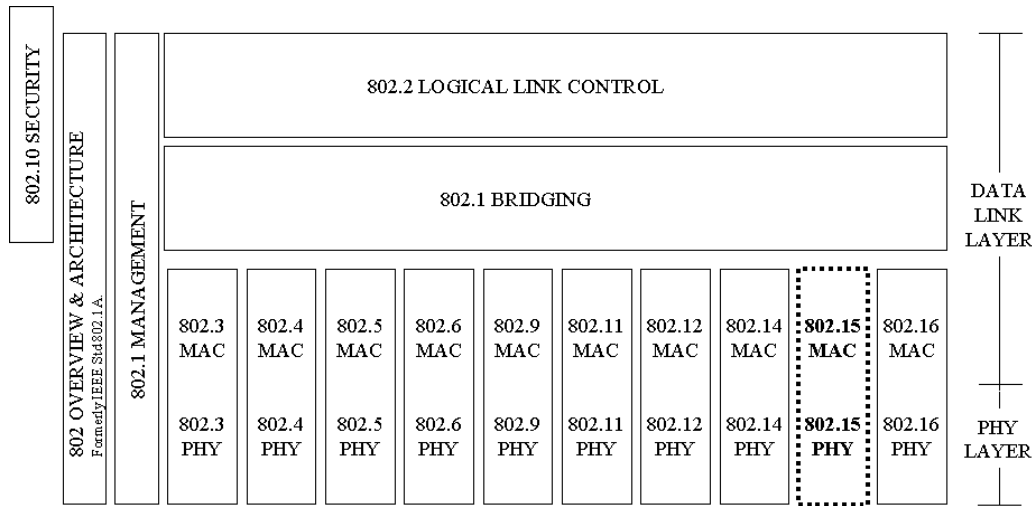 802.10 SECURITY
802 OVERVIEW & ARCHITECTURE
Formerly IEEE Std 802.1A.
802.1 MANAGEMENT
802.2 LOGICAL LINK CONTROL
802.1 BRIDGING
802.3
MAC
802.3
PHY
802.4
MAC
802.4
PHY
802.5
MAC
802.5
PHY
802.6
MAC
802.6
PHY
802.9
MAC
802.9
PHY
802.11
MAC
802.11
PHY
802.12
MAC
802.12
PHY
802.14
MAC
802.14
PHY
802.15
MAC
802.15
PHY
802.16
MAC
802.16
PHY
DATA
LINK
LAYER
PHY
LAYER